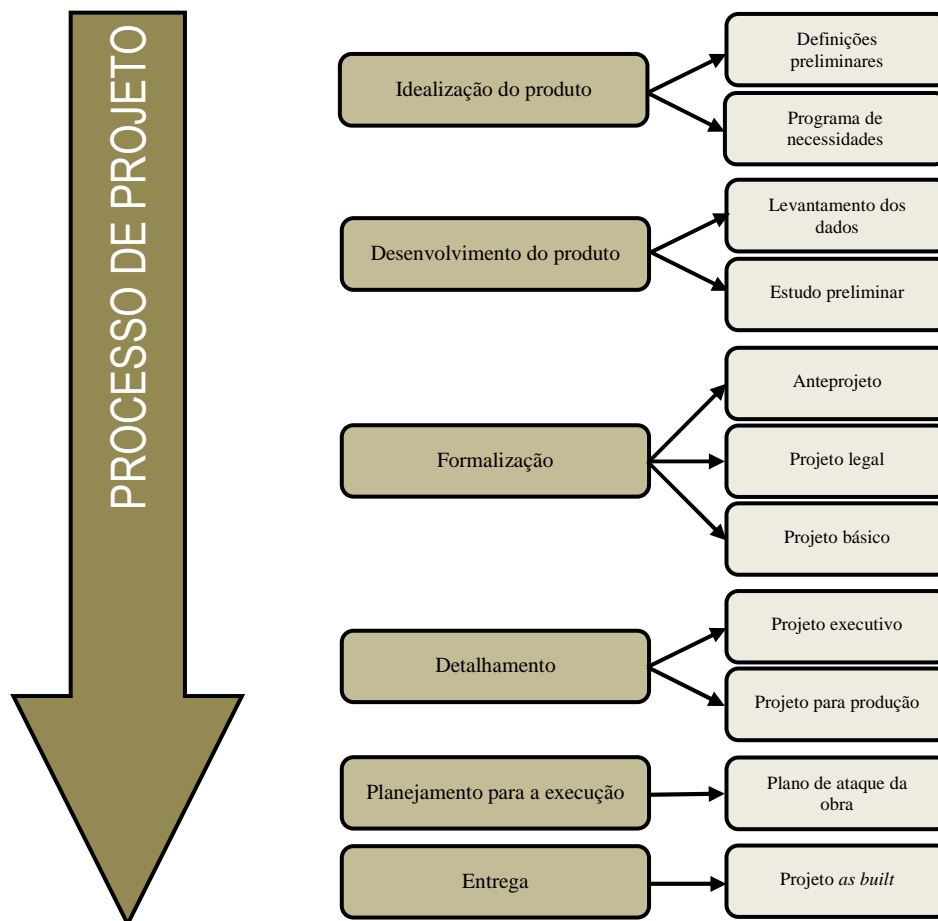 PROCESSO DE PROJETO
Idealização do produto
Definições
preliminares
Programa de
necessidades
Desenvolvimento do produto
Levantamento dos
dados
Estudo preliminar
Formalização
Anteprojeto
Projeto legal
Projeto básico
Detalhamento
Projeto executivo
Projeto para produção
Planejamento para a execução
Plano de ataque da
obra
Entrega
Projeto as built